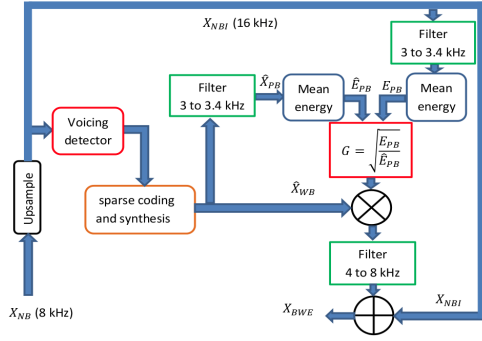 X_NBI (16 kHz)
Filter
3 to 3.4 kHz
Filter
3 to 3.4 kHz
X̂_PB
Mean
energy
Ê_PB
E_PB
Mean
energy
Voicing
detector
G = √(E_PB / Ê_PB)
Upsample
sparse coding
and synthesis
X̂_WB
Filter
4 to 8 kHz
X_NB (8 kHz)
X_BWE
X_NBI